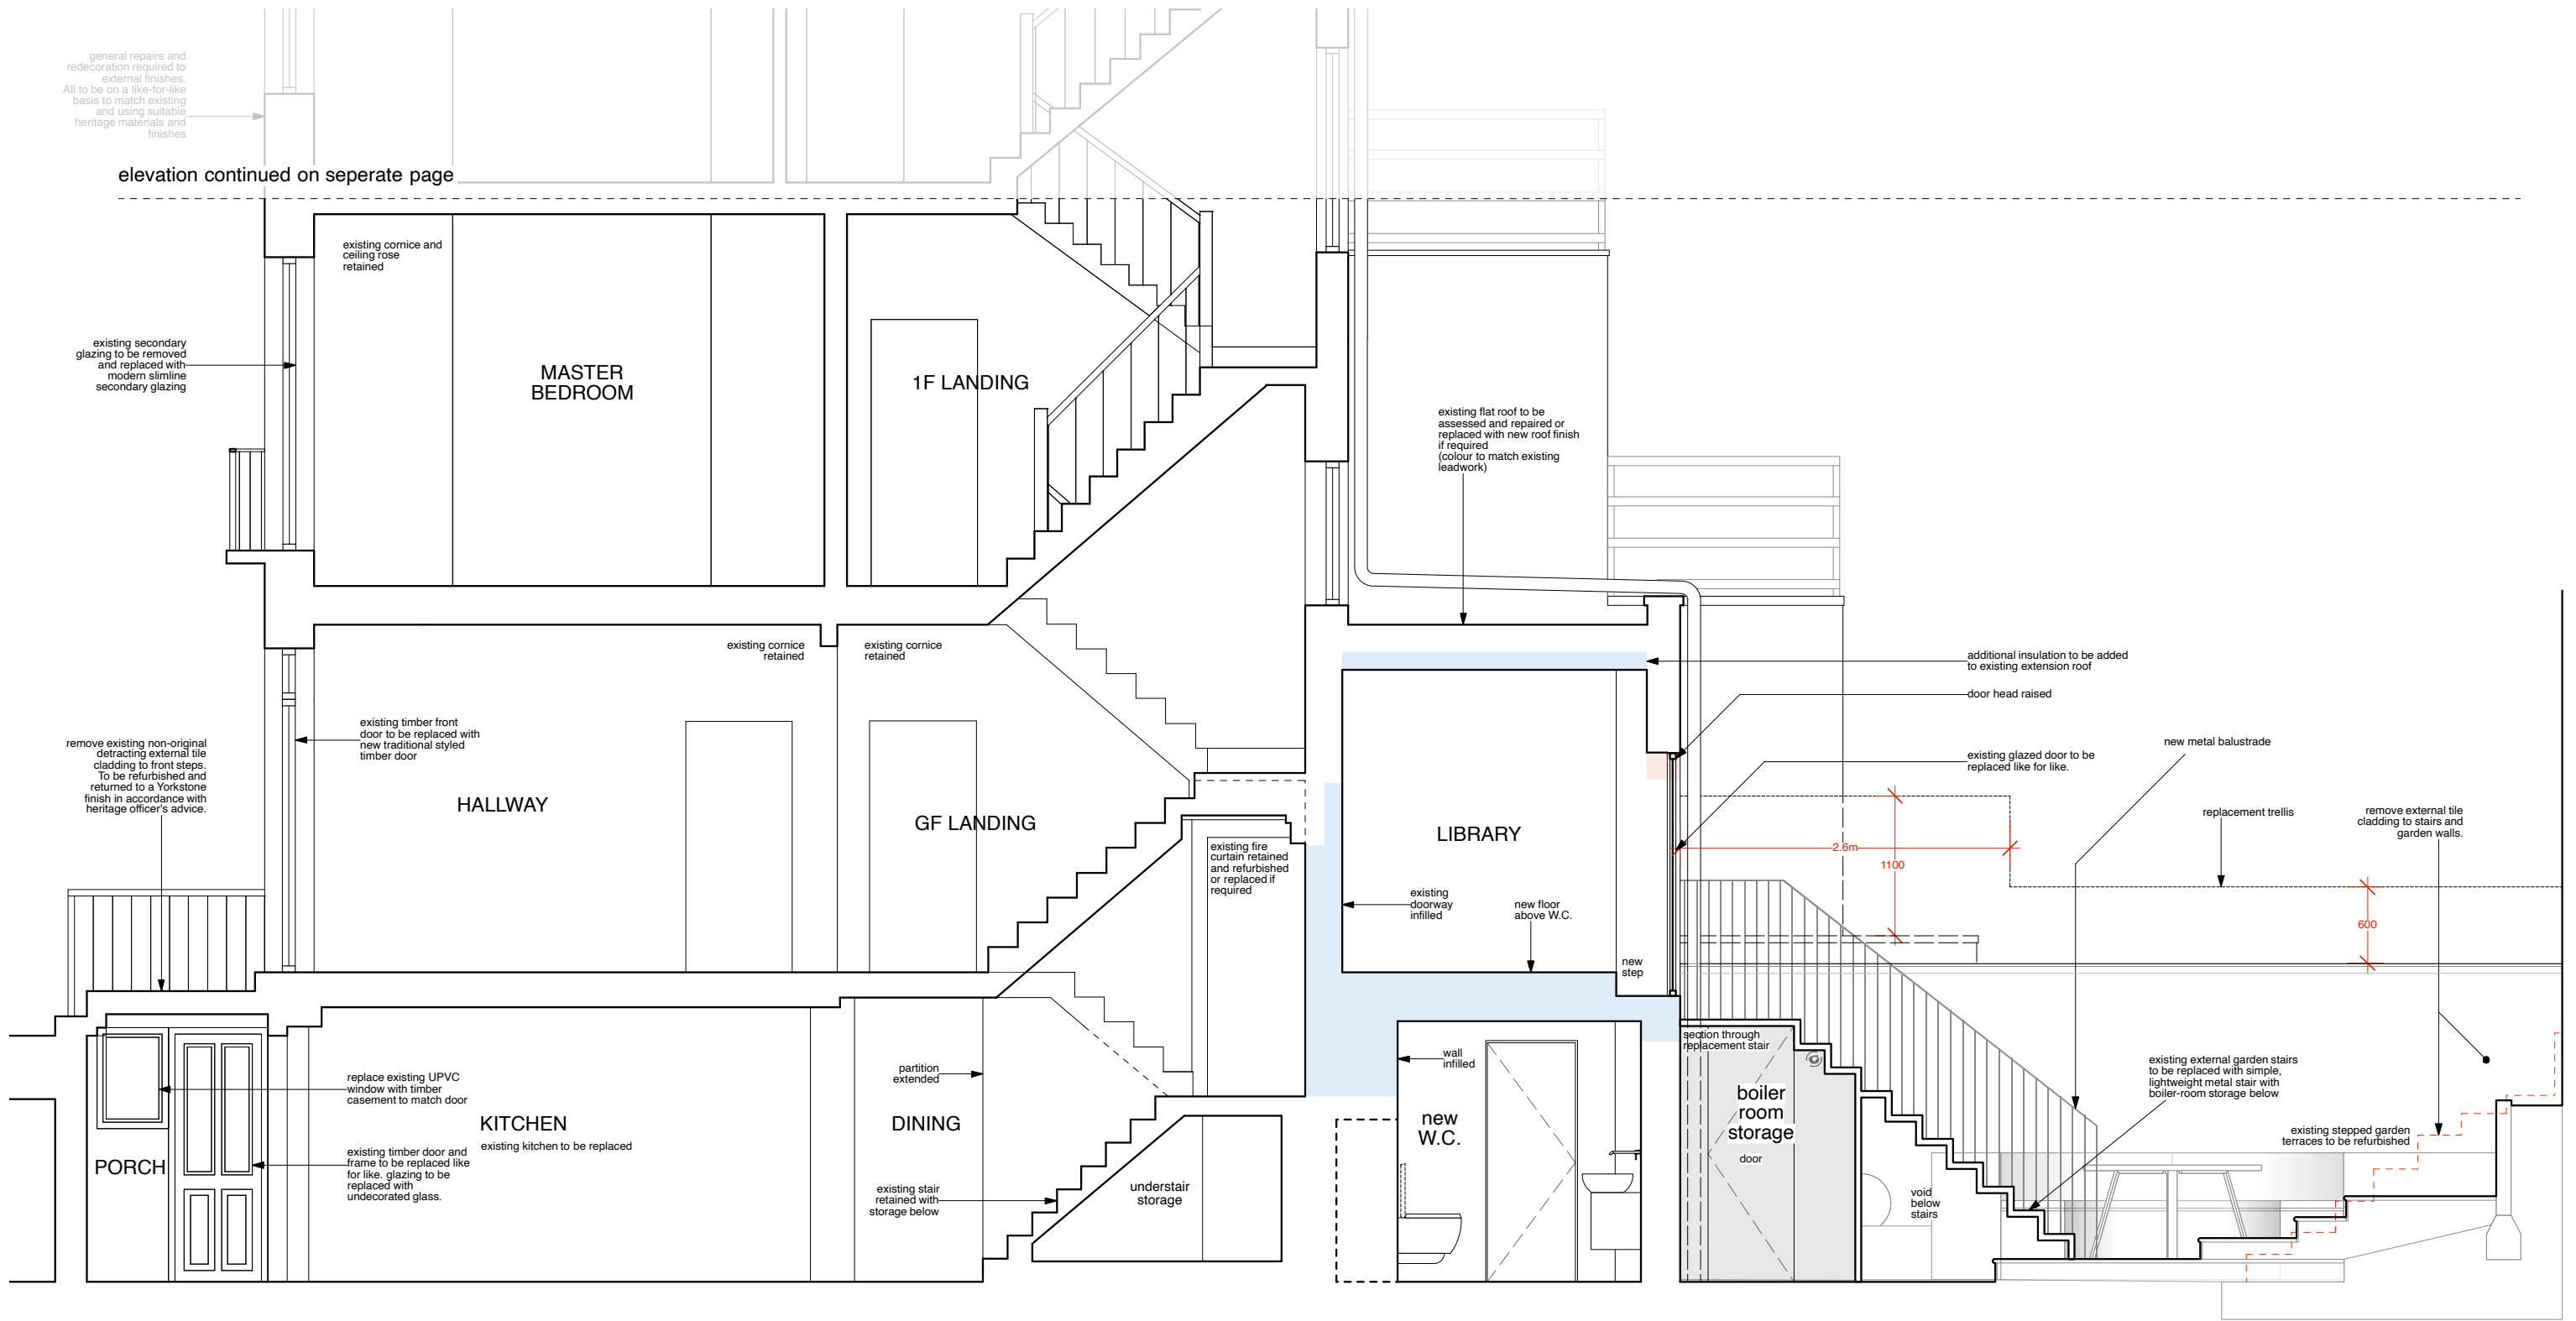 general repairs and
redecoration required to
external finishes.
All to be on a like-for-like
basis to match existing
and using suitable
heritage materials and
finishes
elevation continued on seperate page
existing cornice and
ceiling rose
retained
existing secondary
glazing to be removed
and replaced with
modern slimline
secondary glazing
MASTER
BEDROOM
1F LANDING
existing flat roof to be
assessed and repaired or
replaced with new roof finish
if required
(colour to match existing
leadwork)
existing cornice
retained
existing cornice
retained
additional insulation to be added
to existing extension roof
door head raised
existing glazed door to be
replaced like for like.
new metal balustrade
replacement trellis
remove external tile
cladding to stairs and
garden walls.
remove existing non-original
detracting external tile
cladding to front steps.
To be refurbished and
returned to a Yorkstone
finish in accordance with
heritage officer's advice.
existing timber front
door to be replaced with
new traditional styled
timber door
HALLWAY
GF LANDING
existing fire
curtain retained
and refurbished
or replaced if
required
LIBRARY
existing
doorway
infilled
new floor
above W.C.
new
step
2.6m
1100
600
section through
replacement stair
wall
infilled
new
W.C.
boiler
room
storage
door
void
below
stairs
existing external garden stairs
to be replaced with simple,
lightweight metal stair with
boiler-room storage below
existing stepped garden
terraces to be refurbished
replace existing UPVC
window with timber
casement to match door
PORCH
existing timber door and
frame to be replaced like
for like. glazing to be
replaced with
undecorated glass.
KITCHEN
existing kitchen to be replaced
partition
extended
DINING
existing stair
retained with
storage below
understair
storage